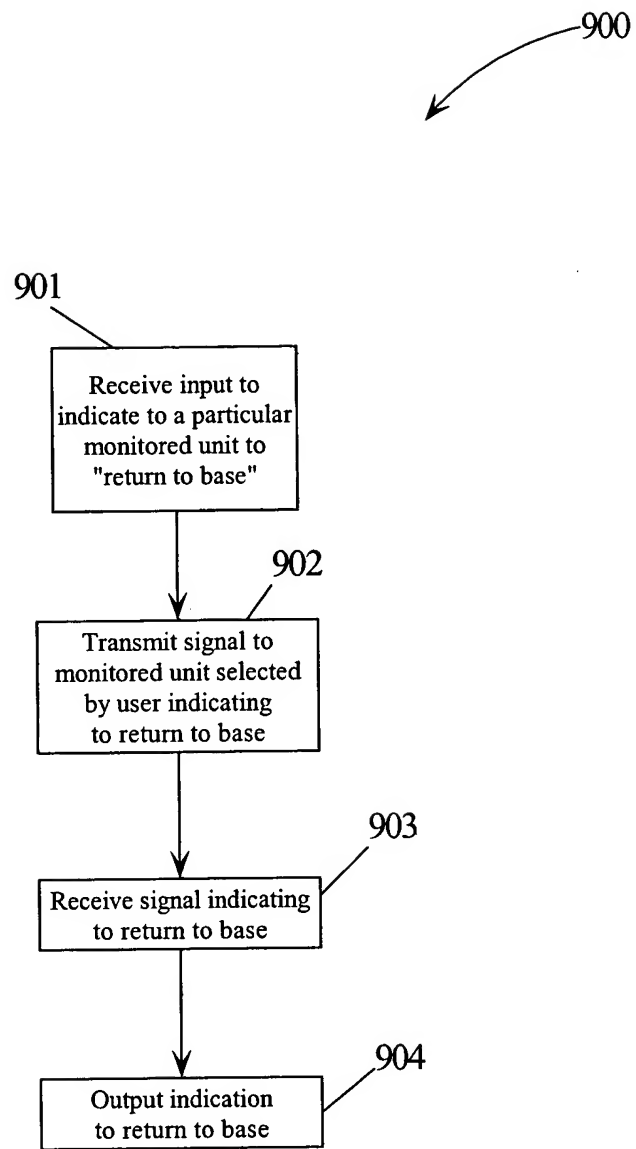 900
901
Receive input to
indicate to a particular
monitored unit to
"return to base"
902
Transmit signal to
monitored unit selected
by user indicating
to return to base
903
Receive signal indicating
to return to base
904
Output indication
to return to base